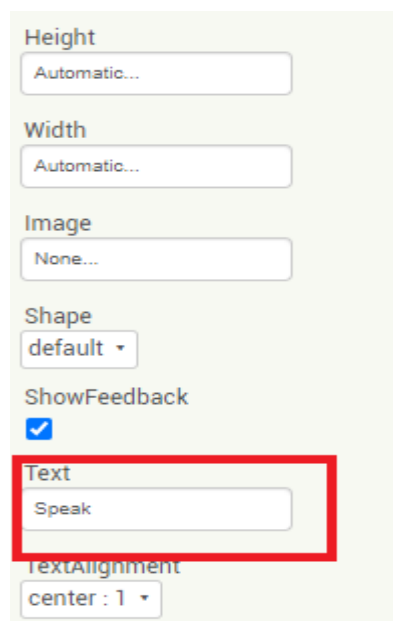 Height
Automatic...
Width
Automatic...
Image
None...
Shape
default
ShowFeedback
Text
Speak
TextAlignment
center : 1